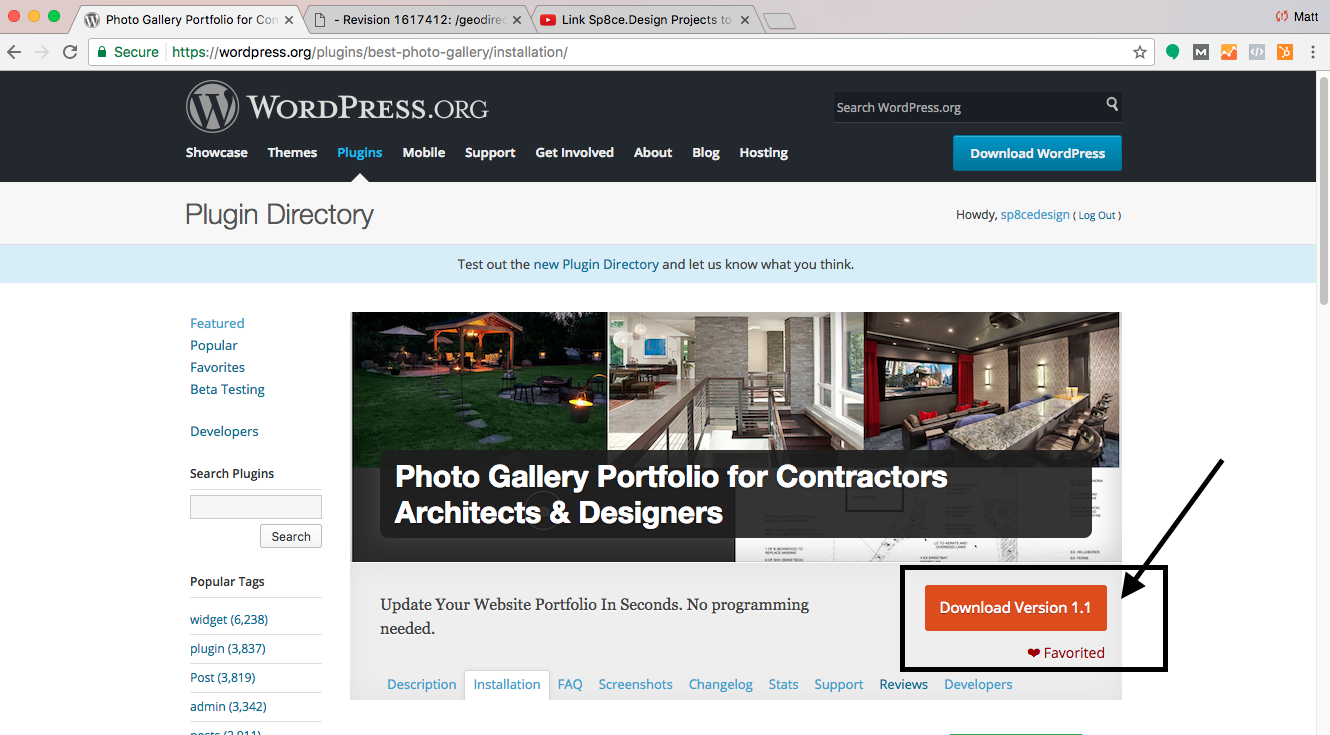 Photo Gallery Portfolio for Con
- Revision 1617412: /geodirec
Link Sp8ce.Design Projects to
Matt
Secure
https://wordpress.org/plugins/best-photo-gallery/installation/
WORDPRESS.ORG
Search WordPress.org
Showcase Themes Plugins Mobile Support Get Involved About Blog Hosting
Download WordPress
Plugin Directory
Howdy, sp8cedesign ( Log Out )
Test out the new Plugin Directory and let us know what you think.
Featured
Popular
Favorites
Beta Testing
Developers
Search Plugins
Search
Popular Tags
widget (6,238)
plugin (3,837)
Post (3,819)
admin (3,342)
posts (2,911)
Photo Gallery Portfolio for Contractors
Architects & Designers
Update Your Website Portfolio In Seconds. No programming
needed.
Download Version 1.1
Favorited
Description Installation FAQ Screenshots Changelog Stats Support Reviews Developers